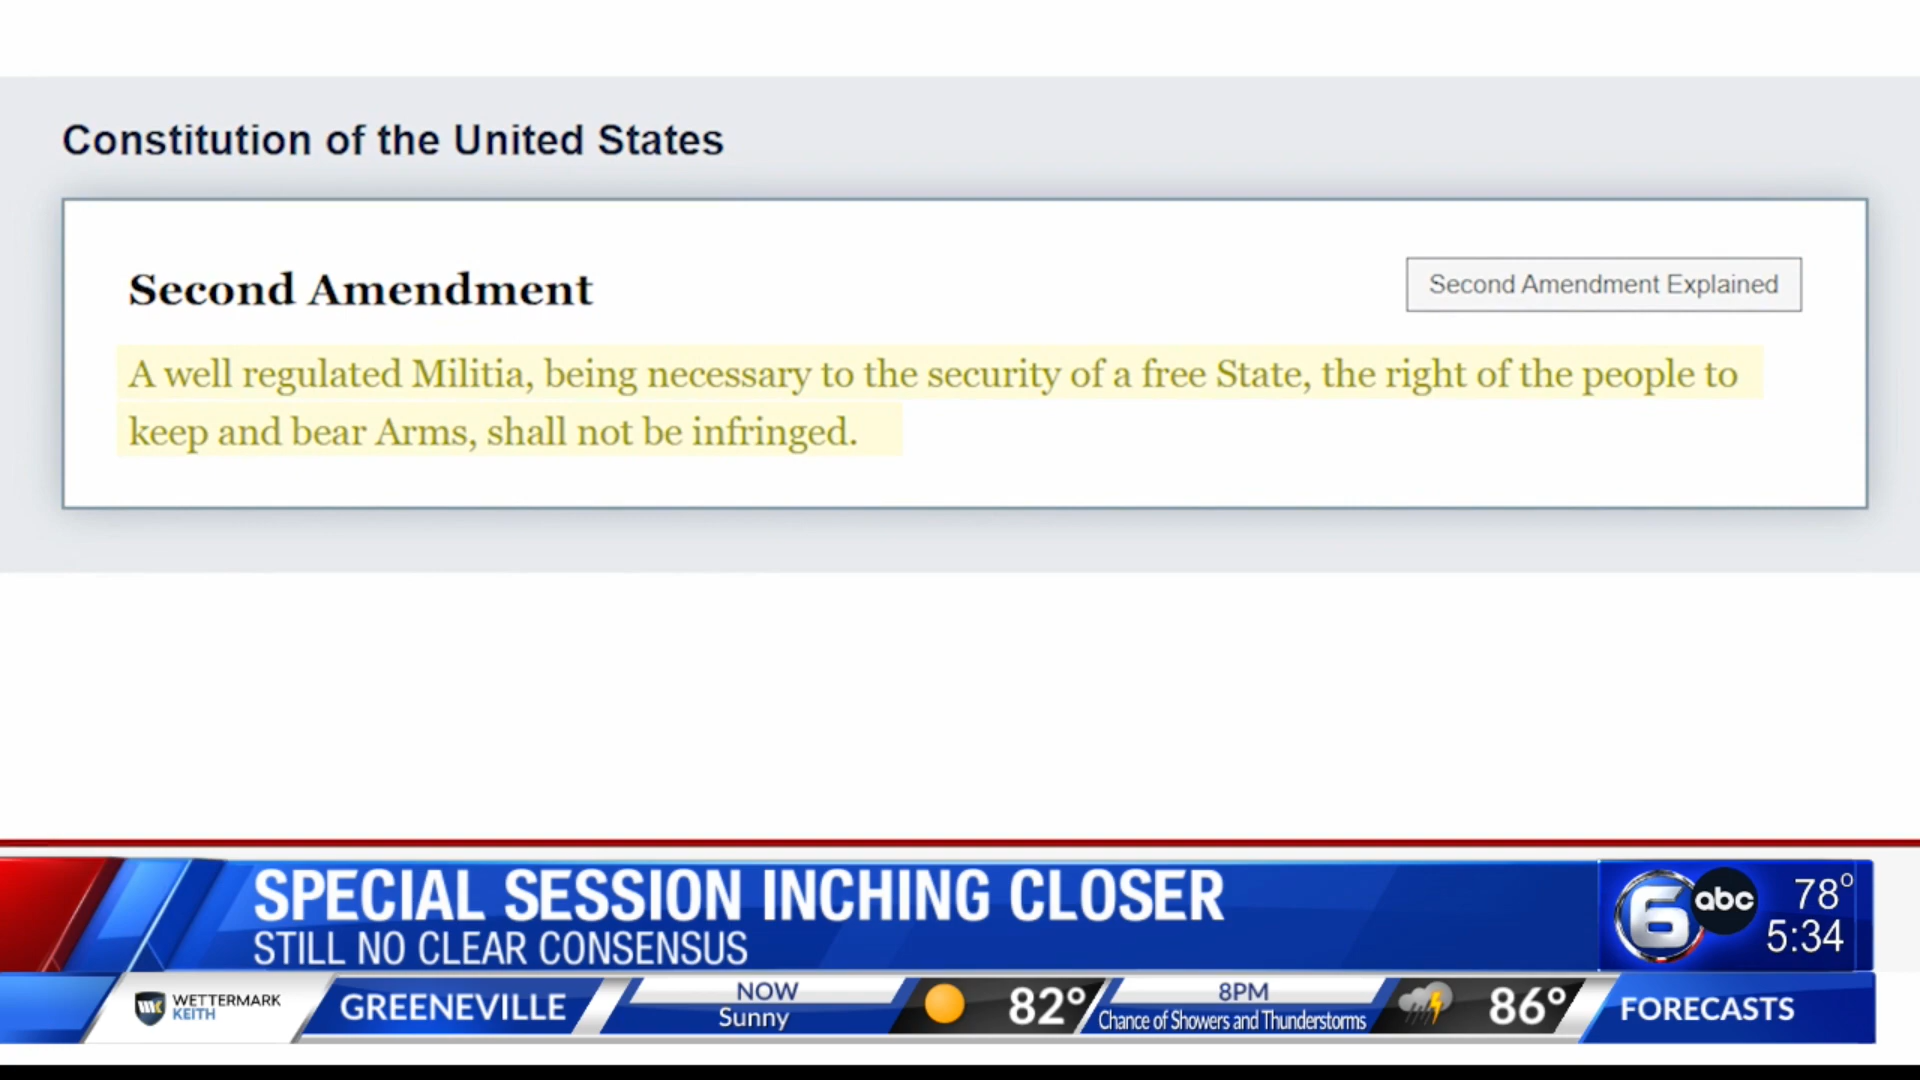 Constitution of the United States
Second Amendment
Second Amendment Explained
A well regulated Militia, being necessary to the security of a free State, the right of the people to
keep and bear Arms, shall not be infringed.
SPECIAL SESSION INCHING CLOSER
STILL NO CLEAR CONSENSUS
6 abc
78°
5:34
WETTERMARK
KEITH
GREENEVILLE
NOW
Sunny
82°
8PM
Chance of Showers and Thunderstorms
86°
FORECASTS